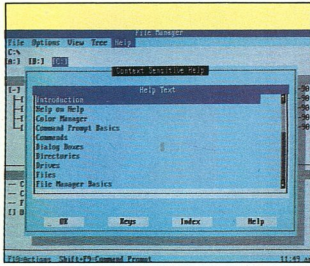 File Manager
File Options View Tree Help
C:\
[A:] [B:] [C:]
Context Sensitive Help
Help Text
Introduction
Help on Help
Color Manager
Command Prompt Basics
Commands
Dialog Boxes
Directories
Drives
Files
File Manager Basics
OK Keys Index Help
F10=Actions Shift+F9=Command Prompt 11:49